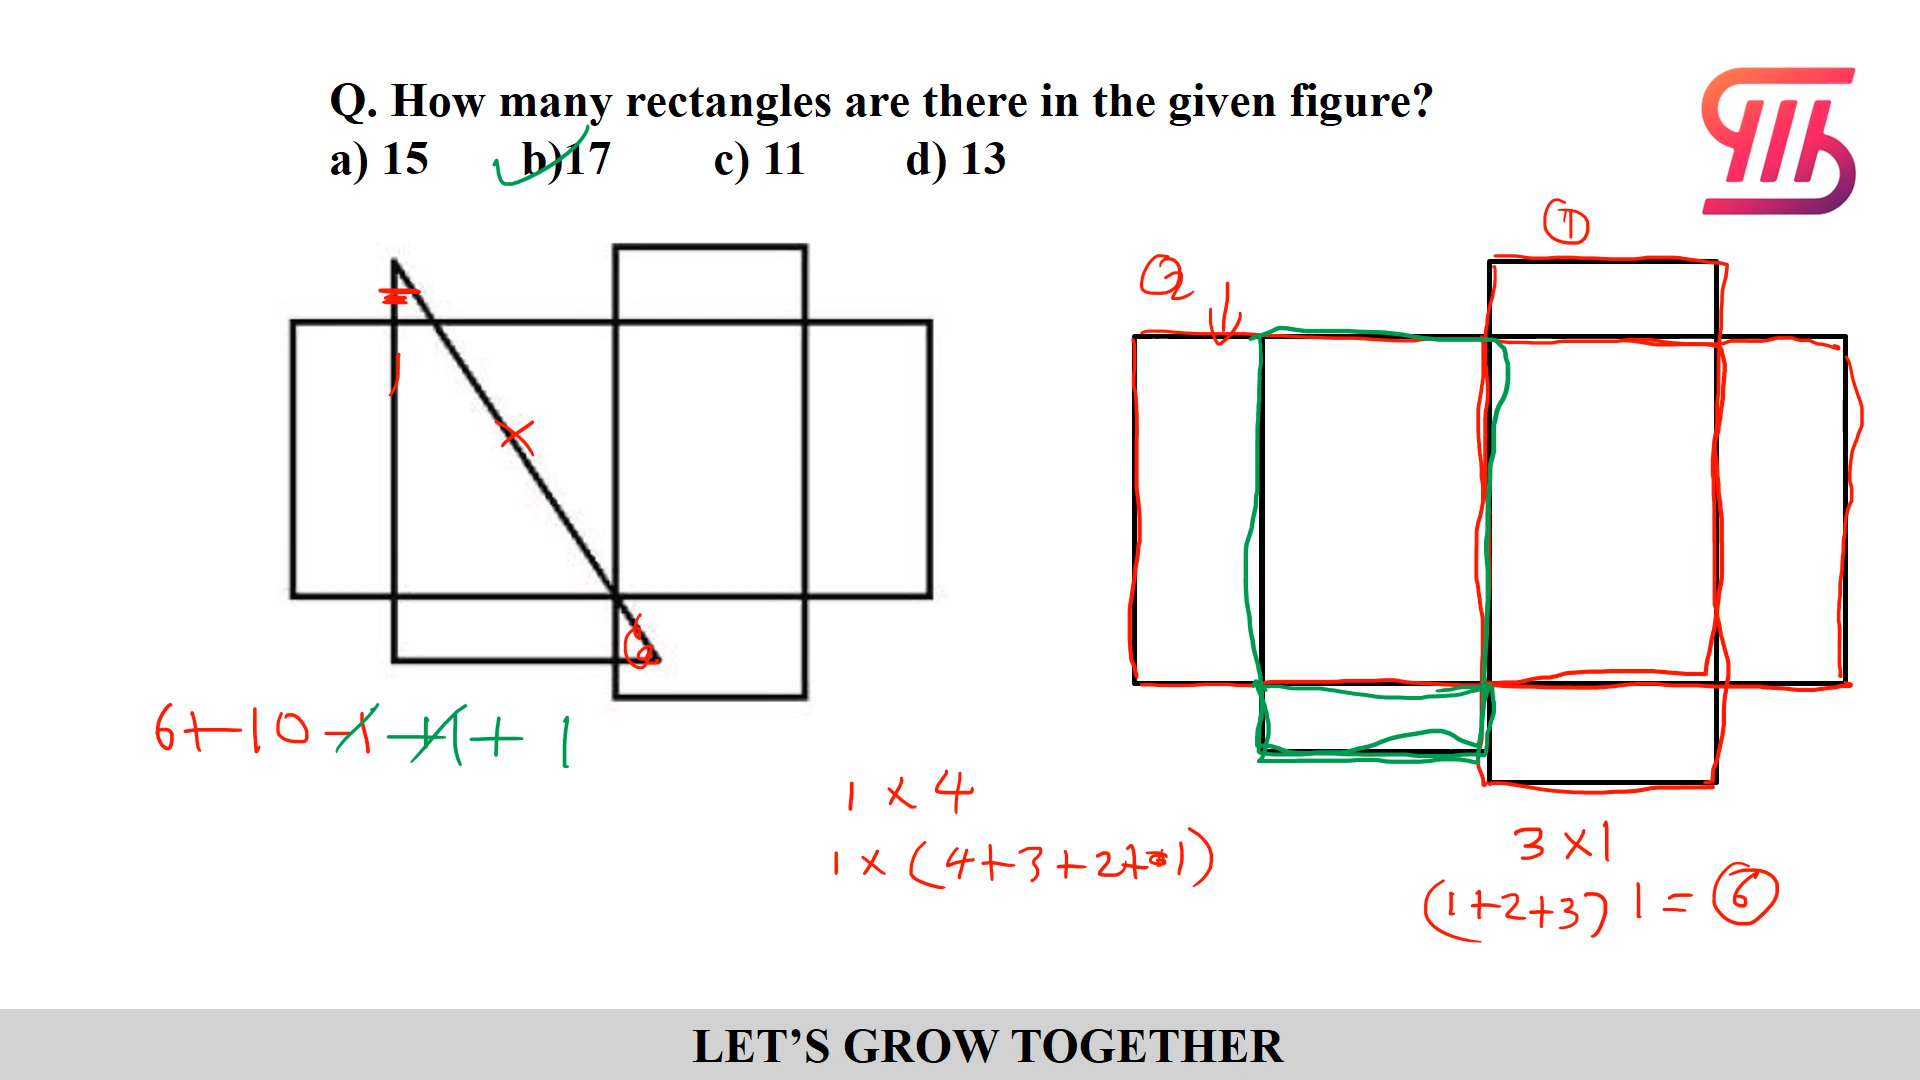 Q. How many rectangles are there in the given figure?
a) 15 b)17 c) 11 d) 13
1
2
6+10-1+1+1
1 x 4
1 x (4+3+2+1)
3 x 1
(1+2+3) 1 = 6
LET’S GROW TOGETHER